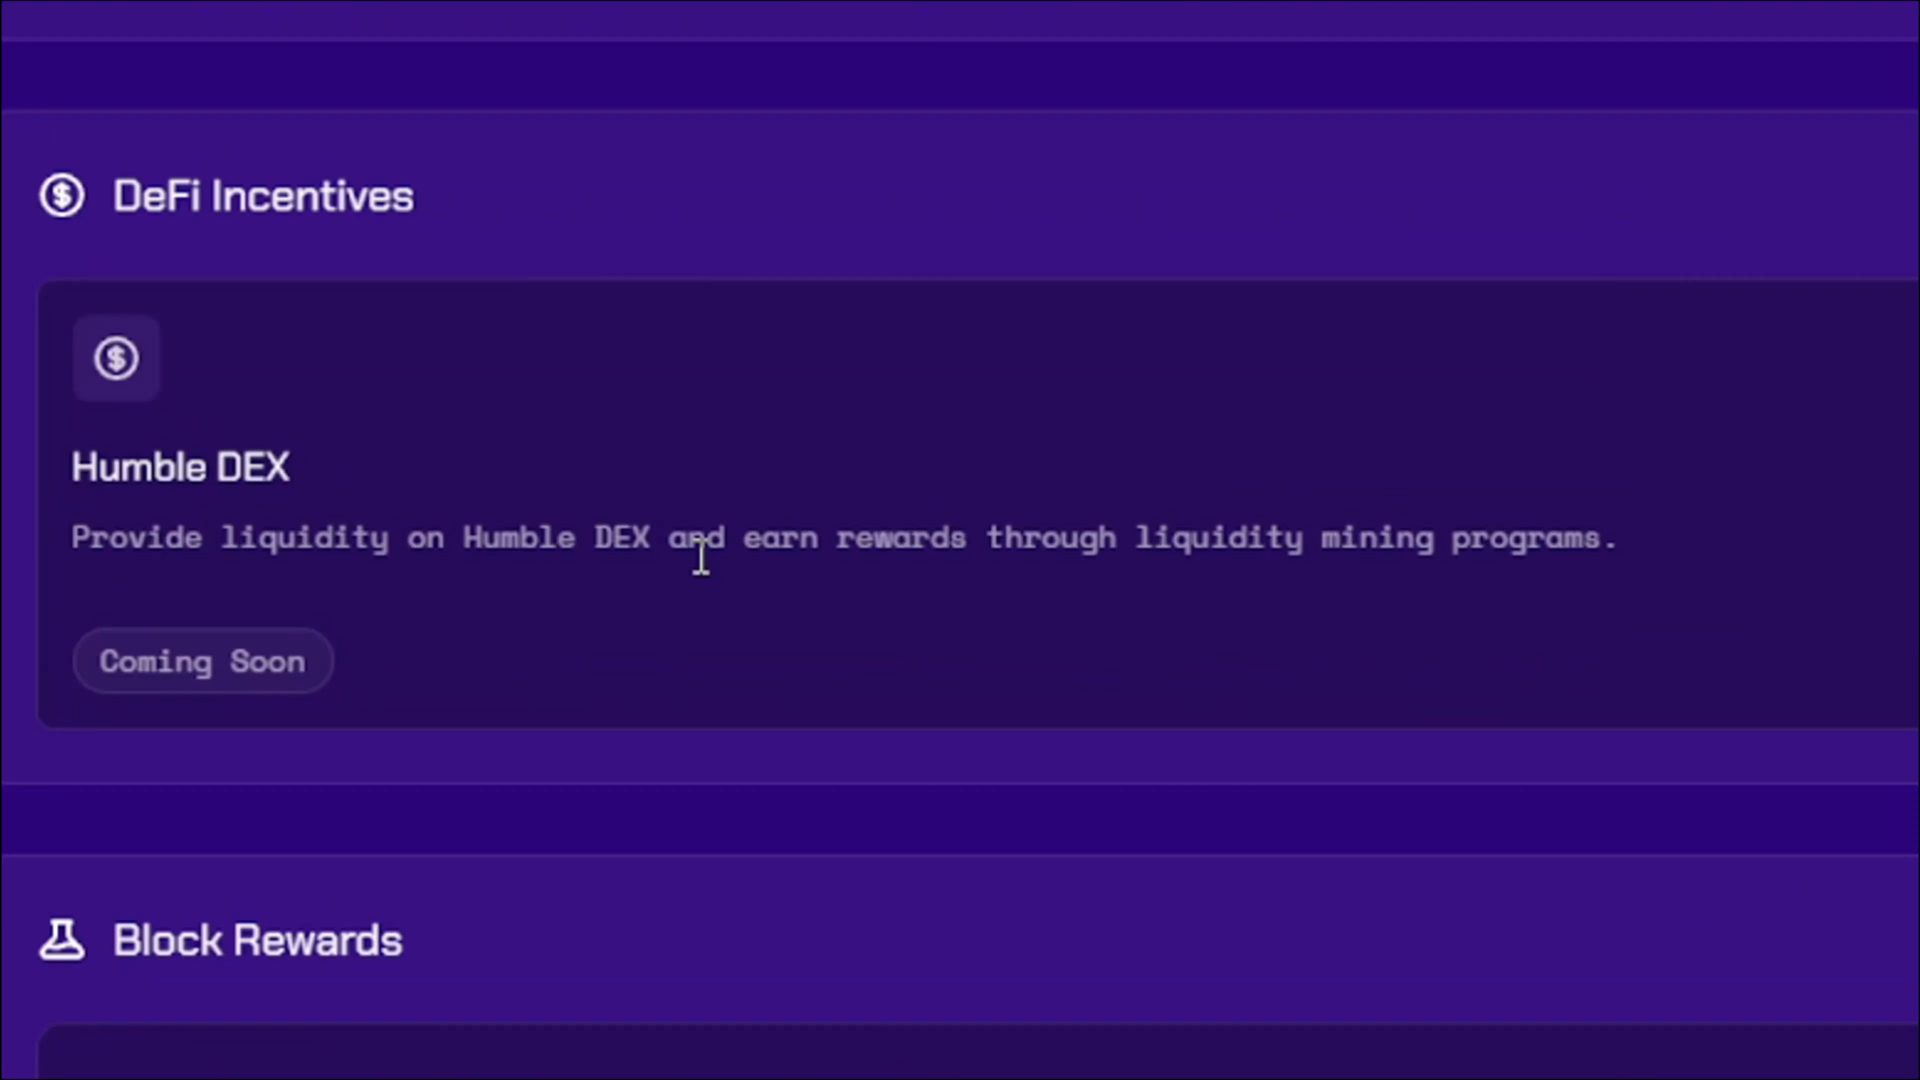 DeFi Incentives
Humble DEX
Provide liquidity on Humble DEX and earn rewards through liquidity mining programs.
Coming Soon
Block Rewards